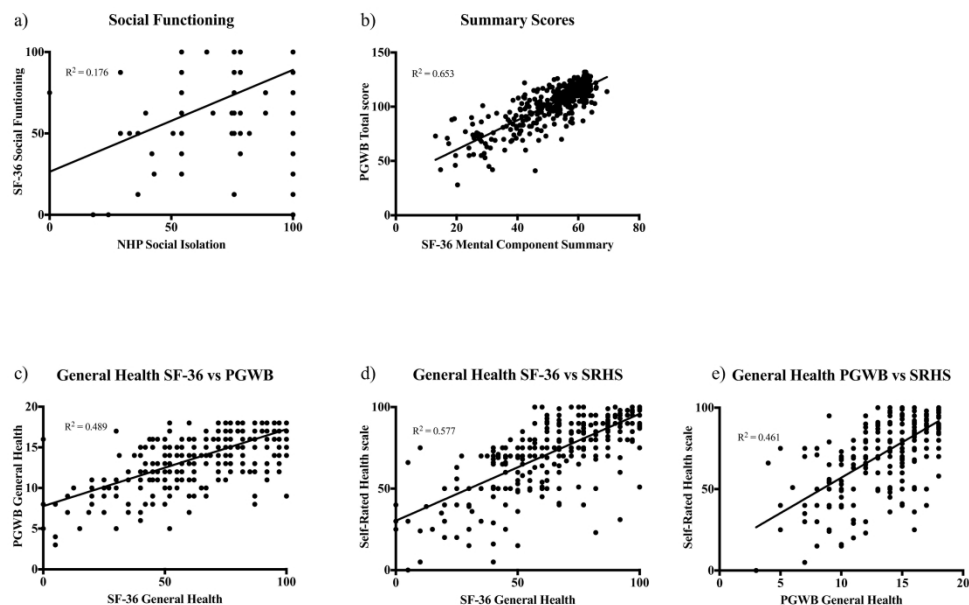 a) Social Functioning
100
R² = 0.176
SF-36 Social Funtioning
50
0
0 50 100
NHP Social Isolation
b) Summary Scores
150
R² = 0.653
PGWB Total score
100
50
0
0 20 40 60 80
SF-36 Mental Component Summary
c) General Health SF-36 vs PGWB
20
R² = 0.489
PGWB General Health
15
10
5
0
0 50 100
SF-36 General Health
d) General Health SF-36 vs SRHS
100
R² = 0.577
Self-Rated Health scale
50
0
0 50 100
SF-36 General Health
e) General Health PGWB vs SRHS
100
R² = 0.461
Self-Rated Health scale
50
0
0 5 10 15 20
PGWB General Health